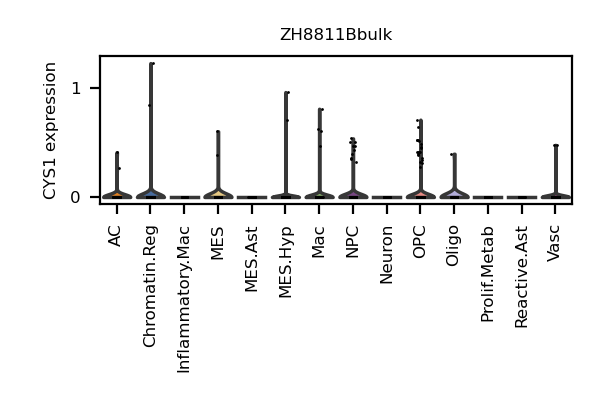 ZH8811Bbulk
CYS1 expression
1
0
AC
Chromatin.Reg
Inflammatory.Mac
MES
MES.Ast
MES.Hyp
Mac
NPC
Neuron
OPC
Oligo
Prolif.Metab
Reactive.Ast
Vasc